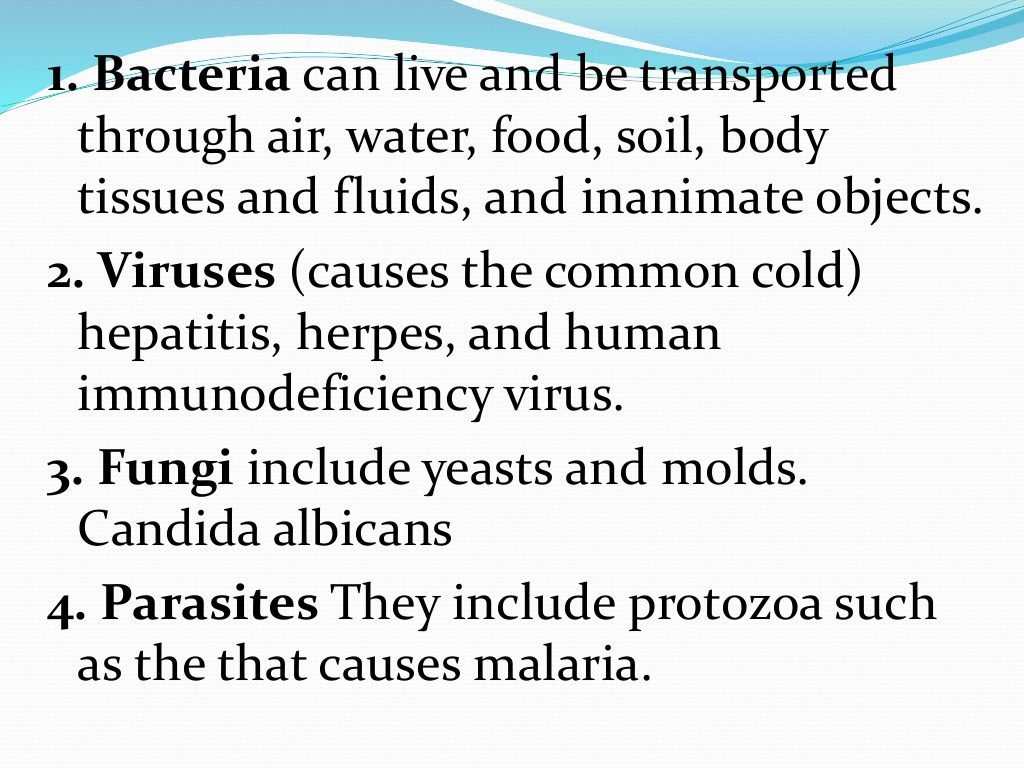 1. Bacteria can live and be transported
through air, water, food, soil, body
tissues and fluids, and inanimate objects.
2. Viruses (causes the common cold)
hepatitis, herpes, and human
immunodeficiency virus.
3. Fungi include yeasts and molds.
Candida albicans
4. Parasites They include protozoa such
as the that causes malaria.